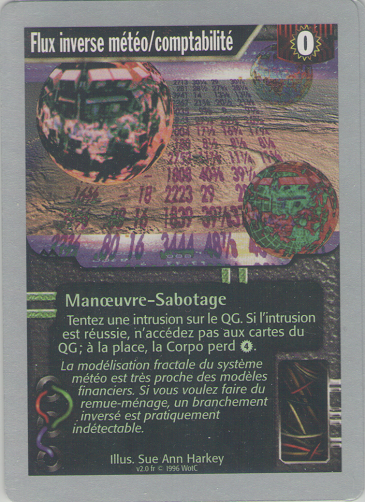 Flux inverse météo/comptabilité
0
Manœuvre-Sabotage
Tentez une intrusion sur le QG. Si l'intrusion
est réussie, n'accédez pas aux cartes du
QG; à la place, la Corpo perd 4.
La modélisation fractale du système
météo est très proche des modèles
financiers. Si vous voulez faire du
remue-ménage, un branchement
inversé est pratiquement
indétectable.
Illus. Sue Ann Harkey
v2.0 fr © 1996 WotC